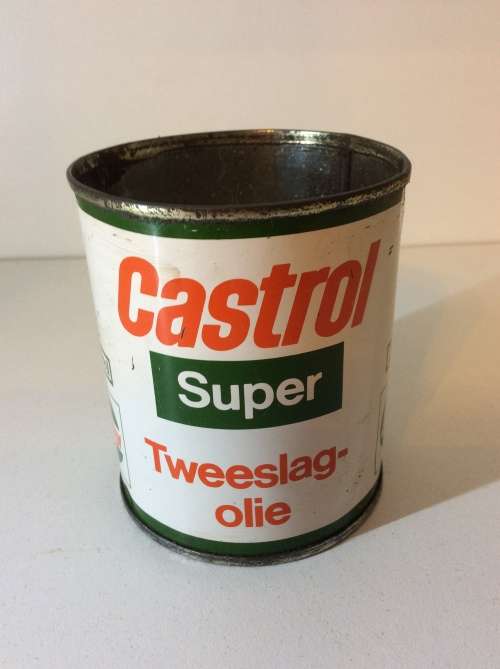 Castrol
Super
Tweeslag-
olie